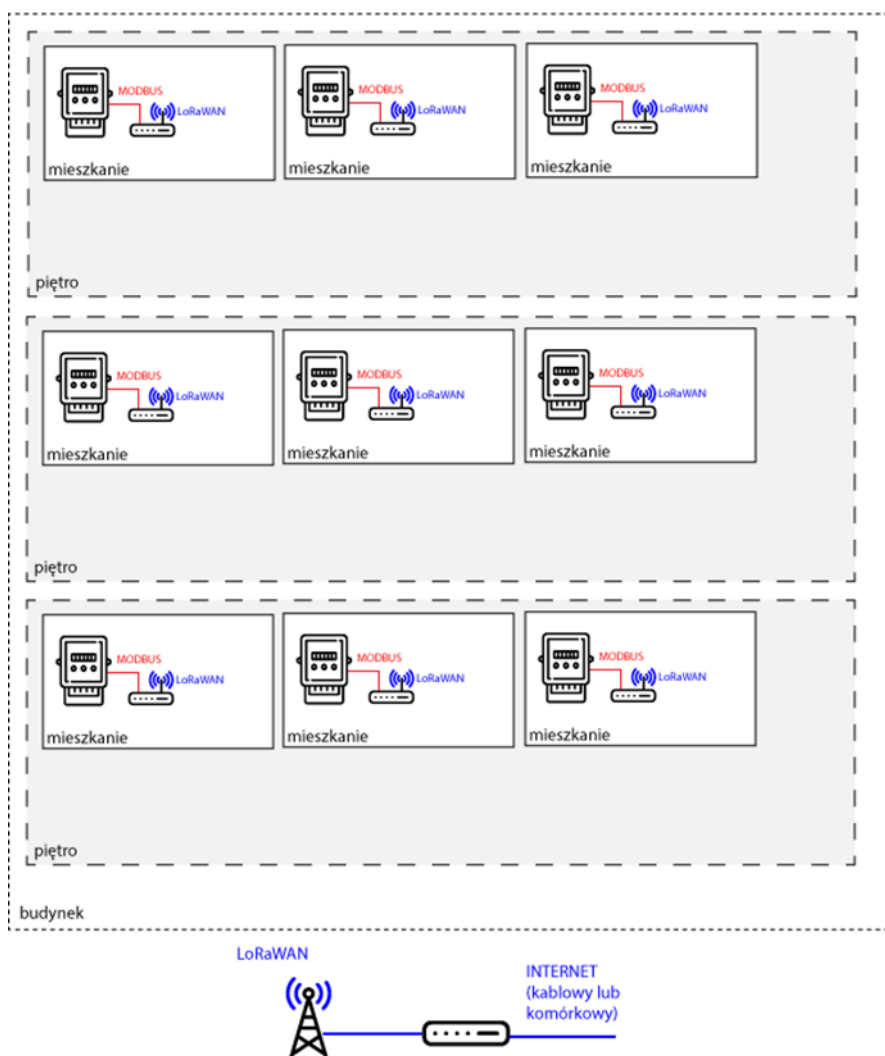 MODBUS
LoRaWAN
mieszkanie
MODBUS
LoRaWAN
mieszkanie
MODBUS
LoRaWAN
mieszkanie
piętro
MODBUS
LoRaWAN
mieszkanie
MODBUS
LoRaWAN
mieszkanie
MODBUS
LoRaWAN
mieszkanie
piętro
MODBUS
LoRaWAN
mieszkanie
MODBUS
LoRaWAN
mieszkanie
MODBUS
LoRaWAN
mieszkanie
piętro
budynek
LoRaWAN
INTERNET
(kablowy lub
komórkowy)